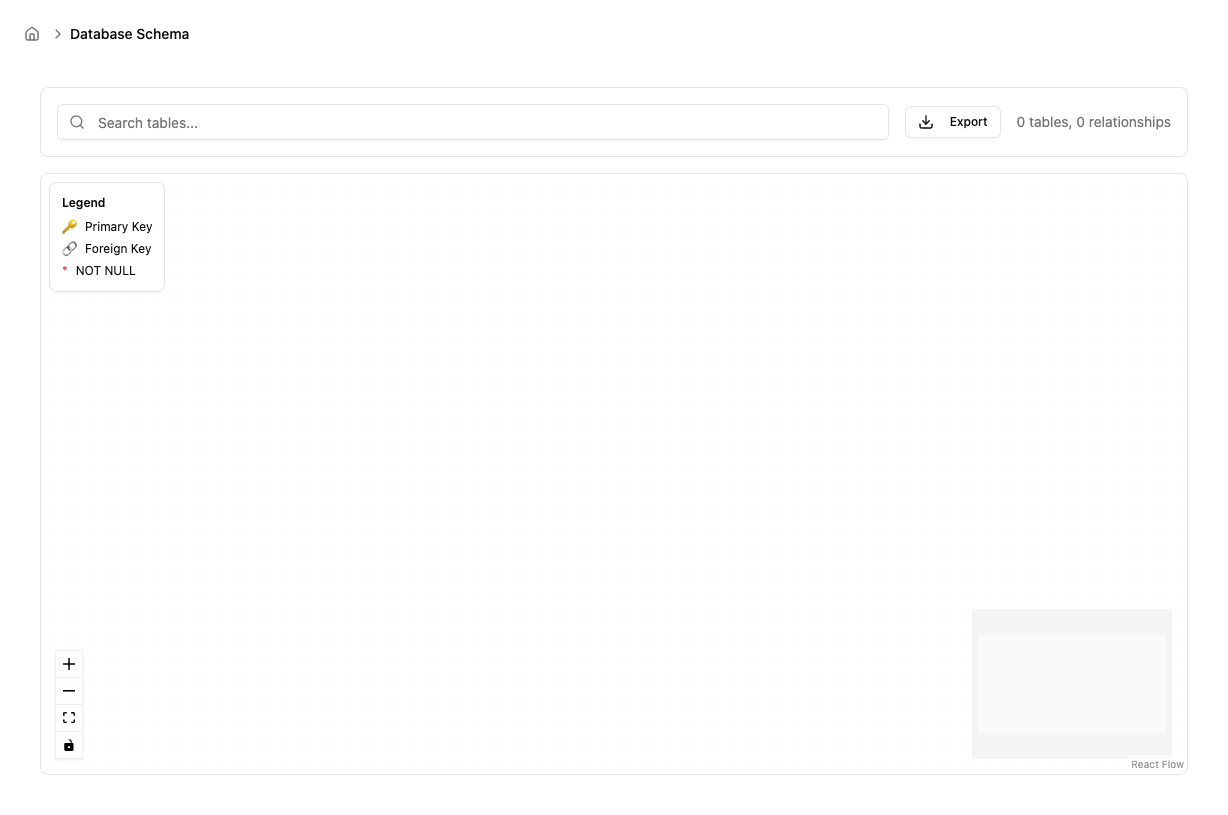 Database Schema
Search tables...
Export
0 tables, 0 relationships
Legend
🔑 Primary Key
🔗 Foreign Key
* NOT NULL
React Flow